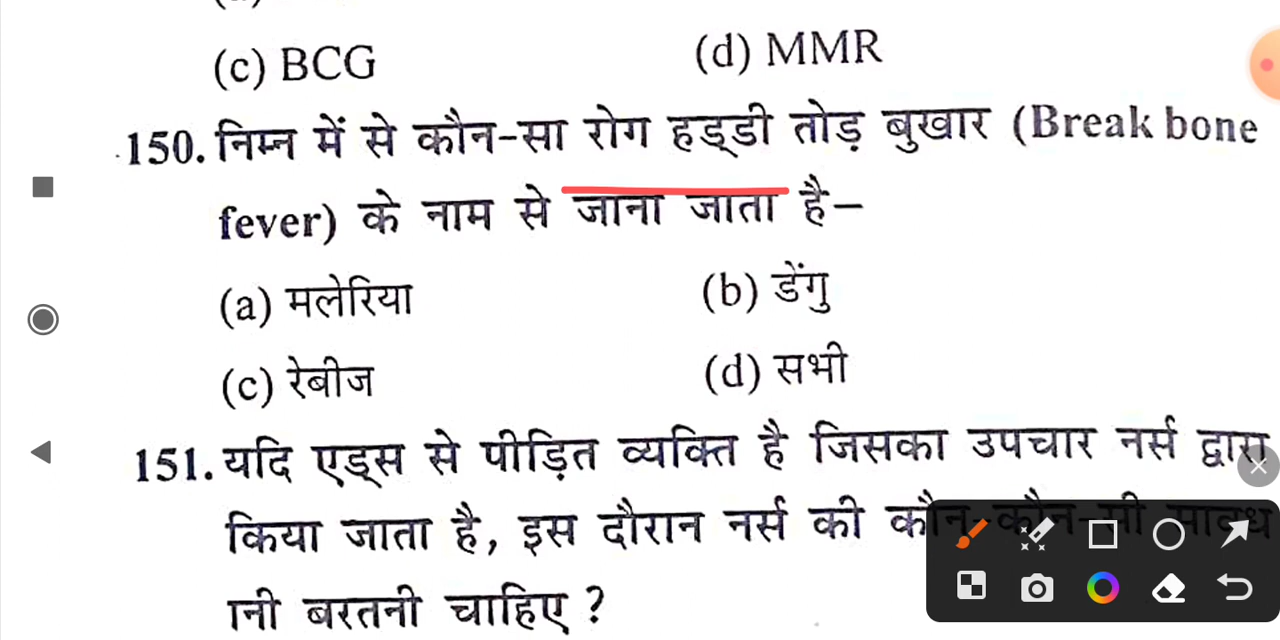 (c) BCG (d) MMR
150. निम्न में से कौन-सा रोग हड्डी तोड़ बुखार (Break bone
fever) के नाम से जाना जाता है–
(a) मलेरिया (b) डेंगु
(c) रेबीज (d) सभी
151. यदि एड्स से पीड़ित व्यक्ति है जिसका उपचार नर्स द्वारा
किया जाता है, इस दौरान नर्स की कौन-कौन-सी सावध
ानी बरतनी चाहिए ?